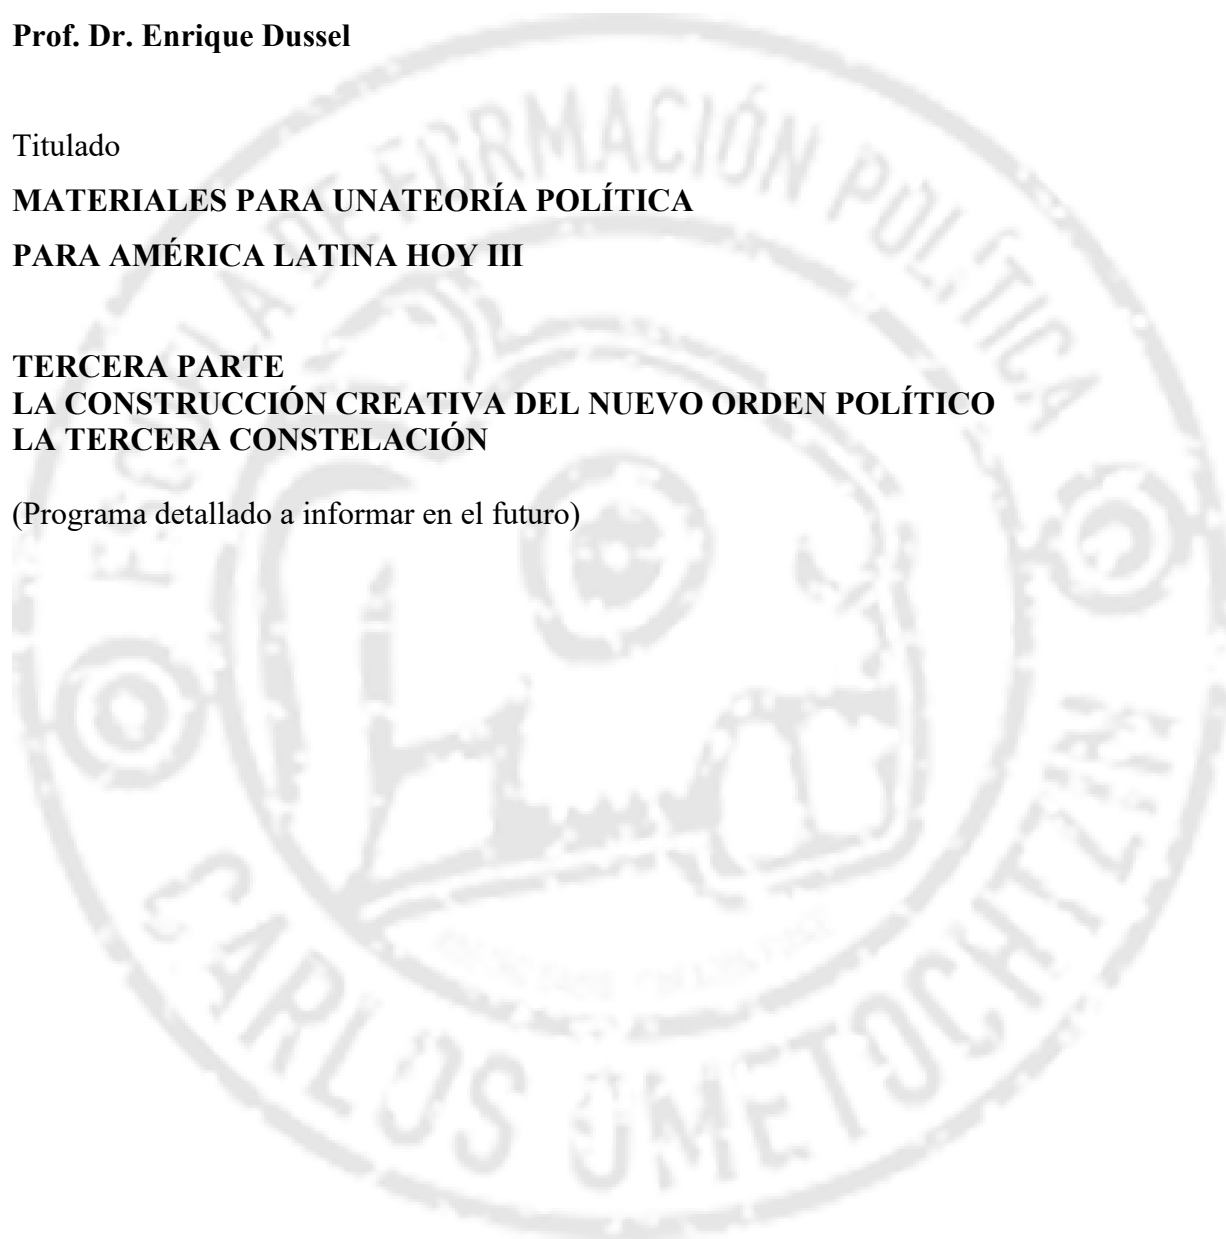 Prof. Dr. Enrique Dussel
Titulado
MATERIALES PARA UNATEORÍA POLÍTICA
PARA AMÉRICA LATINA HOY III
TERCERA PARTE
LA CONSTRUCCIÓN CREATIVA DEL NUEVO ORDEN POLÍTICO
LA TERCERA CONSTELACIÓN
(Programa detallado a informar en el futuro)
ESCUELA DE FORMACIÓN POLÍTICA
CARLOS OMETOCHTZIN